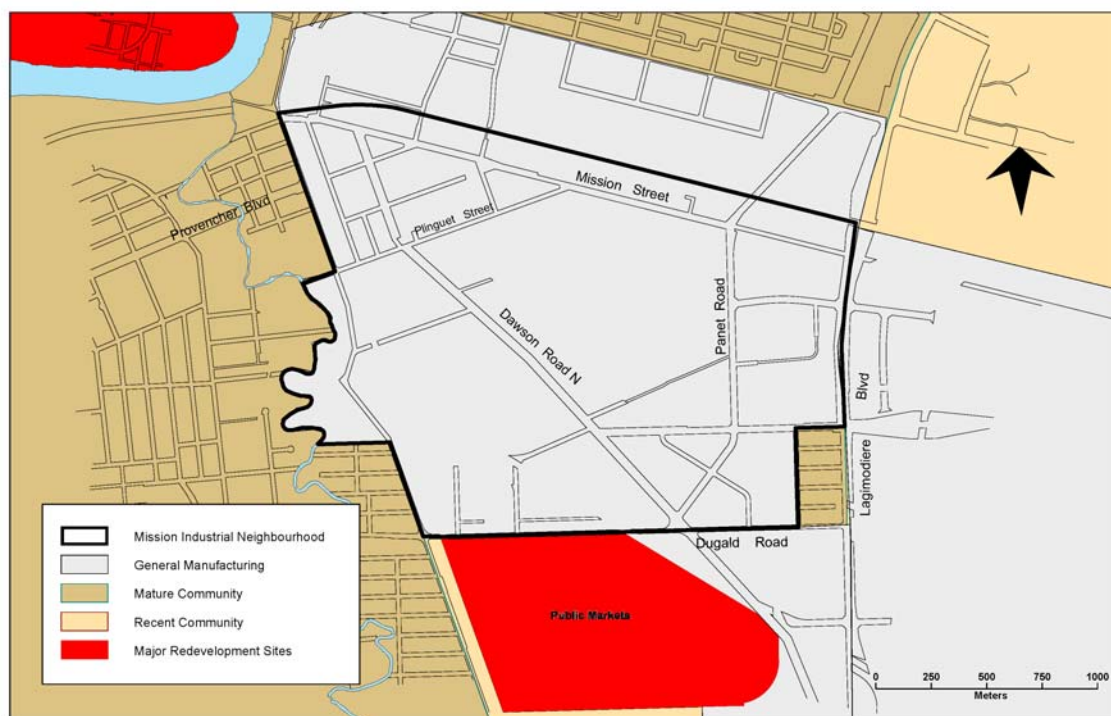 Mission Street
Provencher Blvd
Plinguet Street
Dawson Road N
Panet Road
Lagimodiere Blvd
Dugald Road
Public Markets
Mission Industrial Neighbourhood
General Manufacturing
Mature Community
Recent Community
Major Redevelopment Sites
0 250 500 750 1000
Meters